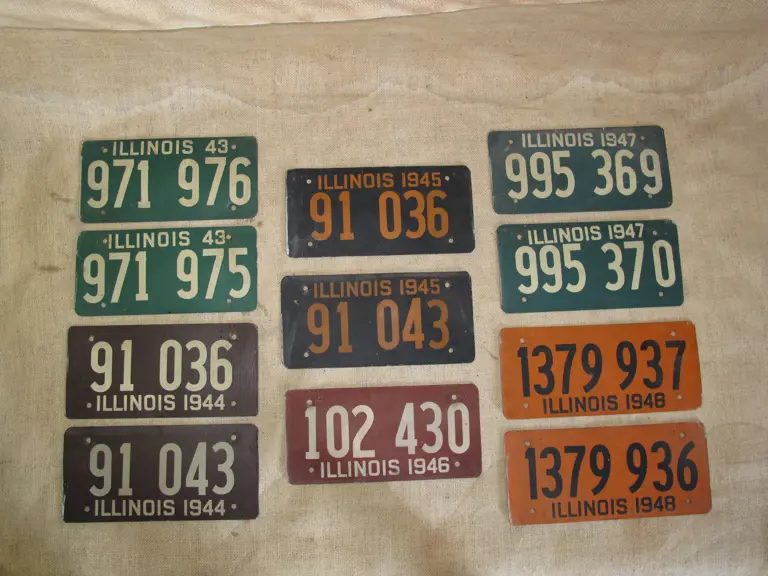 ILLINOIS 43
971 976
ILLINOIS 43
971 975
91 036
ILLINOIS 1944
91 043
ILLINOIS 1944
ILLINOIS 1945
91 036
ILLINOIS 1945
91 043
102 430
ILLINOIS 1946
ILLINOIS 1947
995 369
ILLINOIS 1947
995 370
1379 937
ILLINOIS 1948
1379 936
ILLINOIS 1948